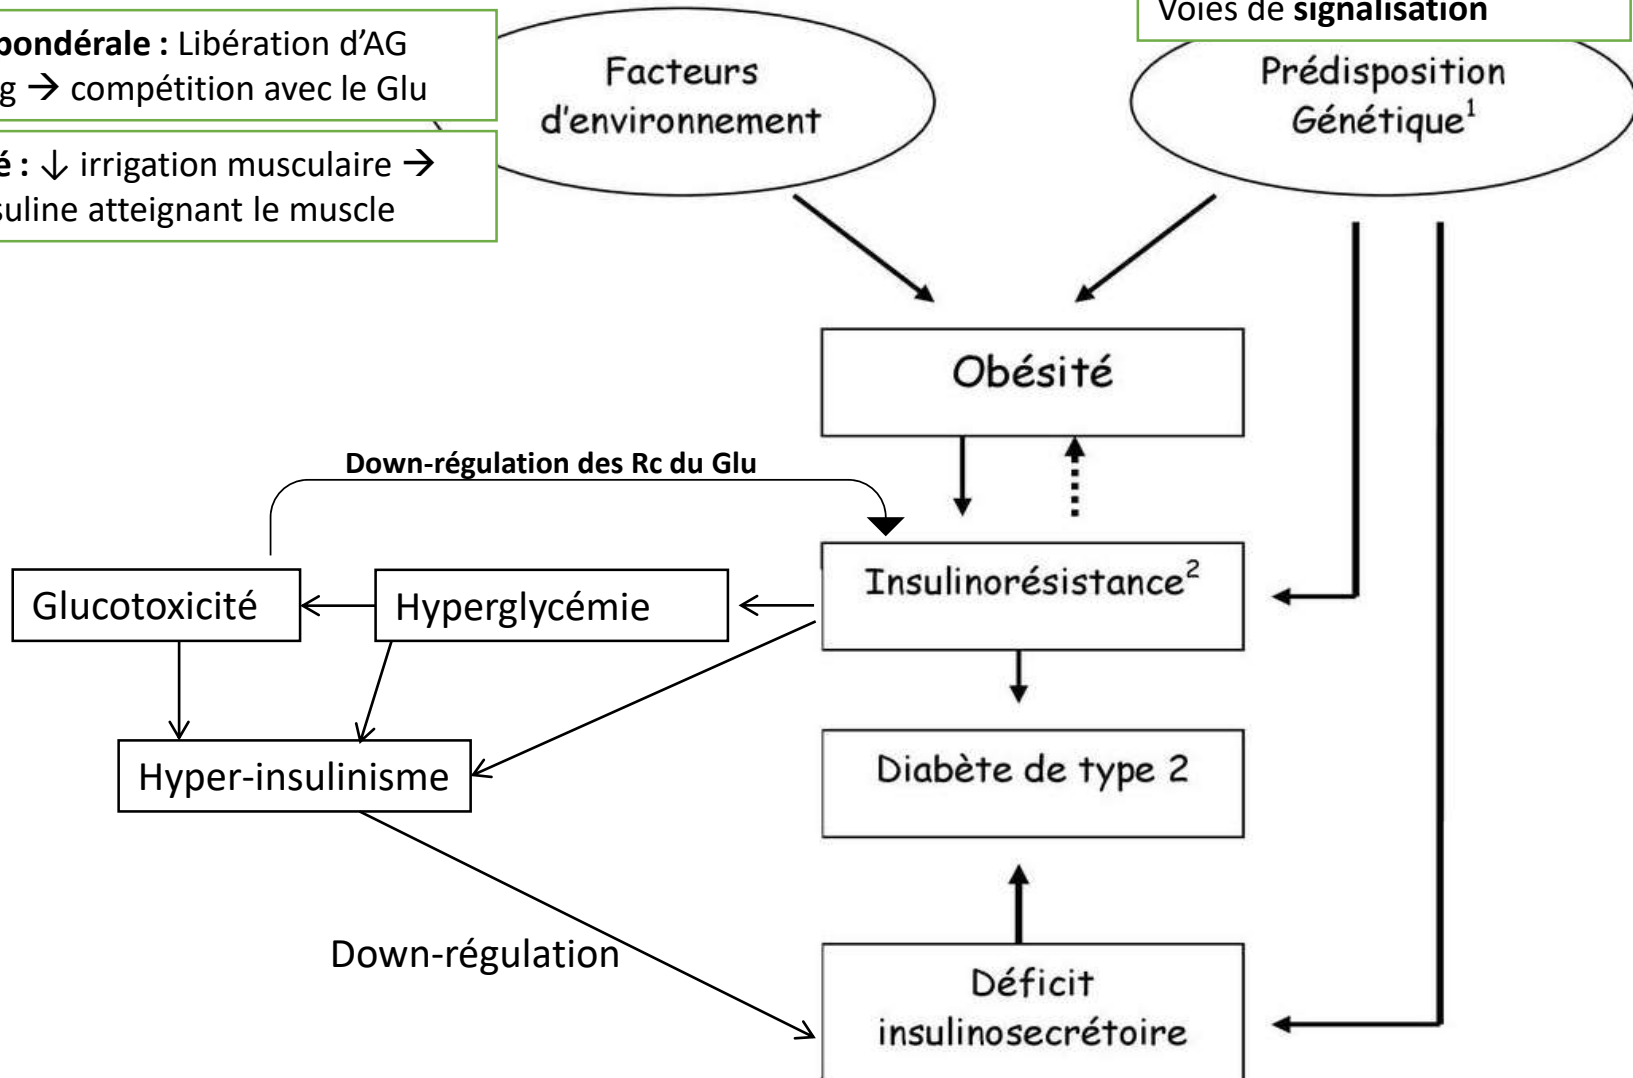 pondérale : Libération d'AG
g → compétition avec le Glu
é : ↓ irrigation musculaire →
suline atteignant le muscle
Facteurs
d'environnement
Voies de signalisation
Prédisposition
Génétique¹
Obésité
Down-régulation des Rc du Glu
Glucotoxicité
Hyperglycémie
Insulinorésistance²
Hyper-insulinisme
Diabète de type 2
Down-régulation
Déficit
insulinosecrétoire